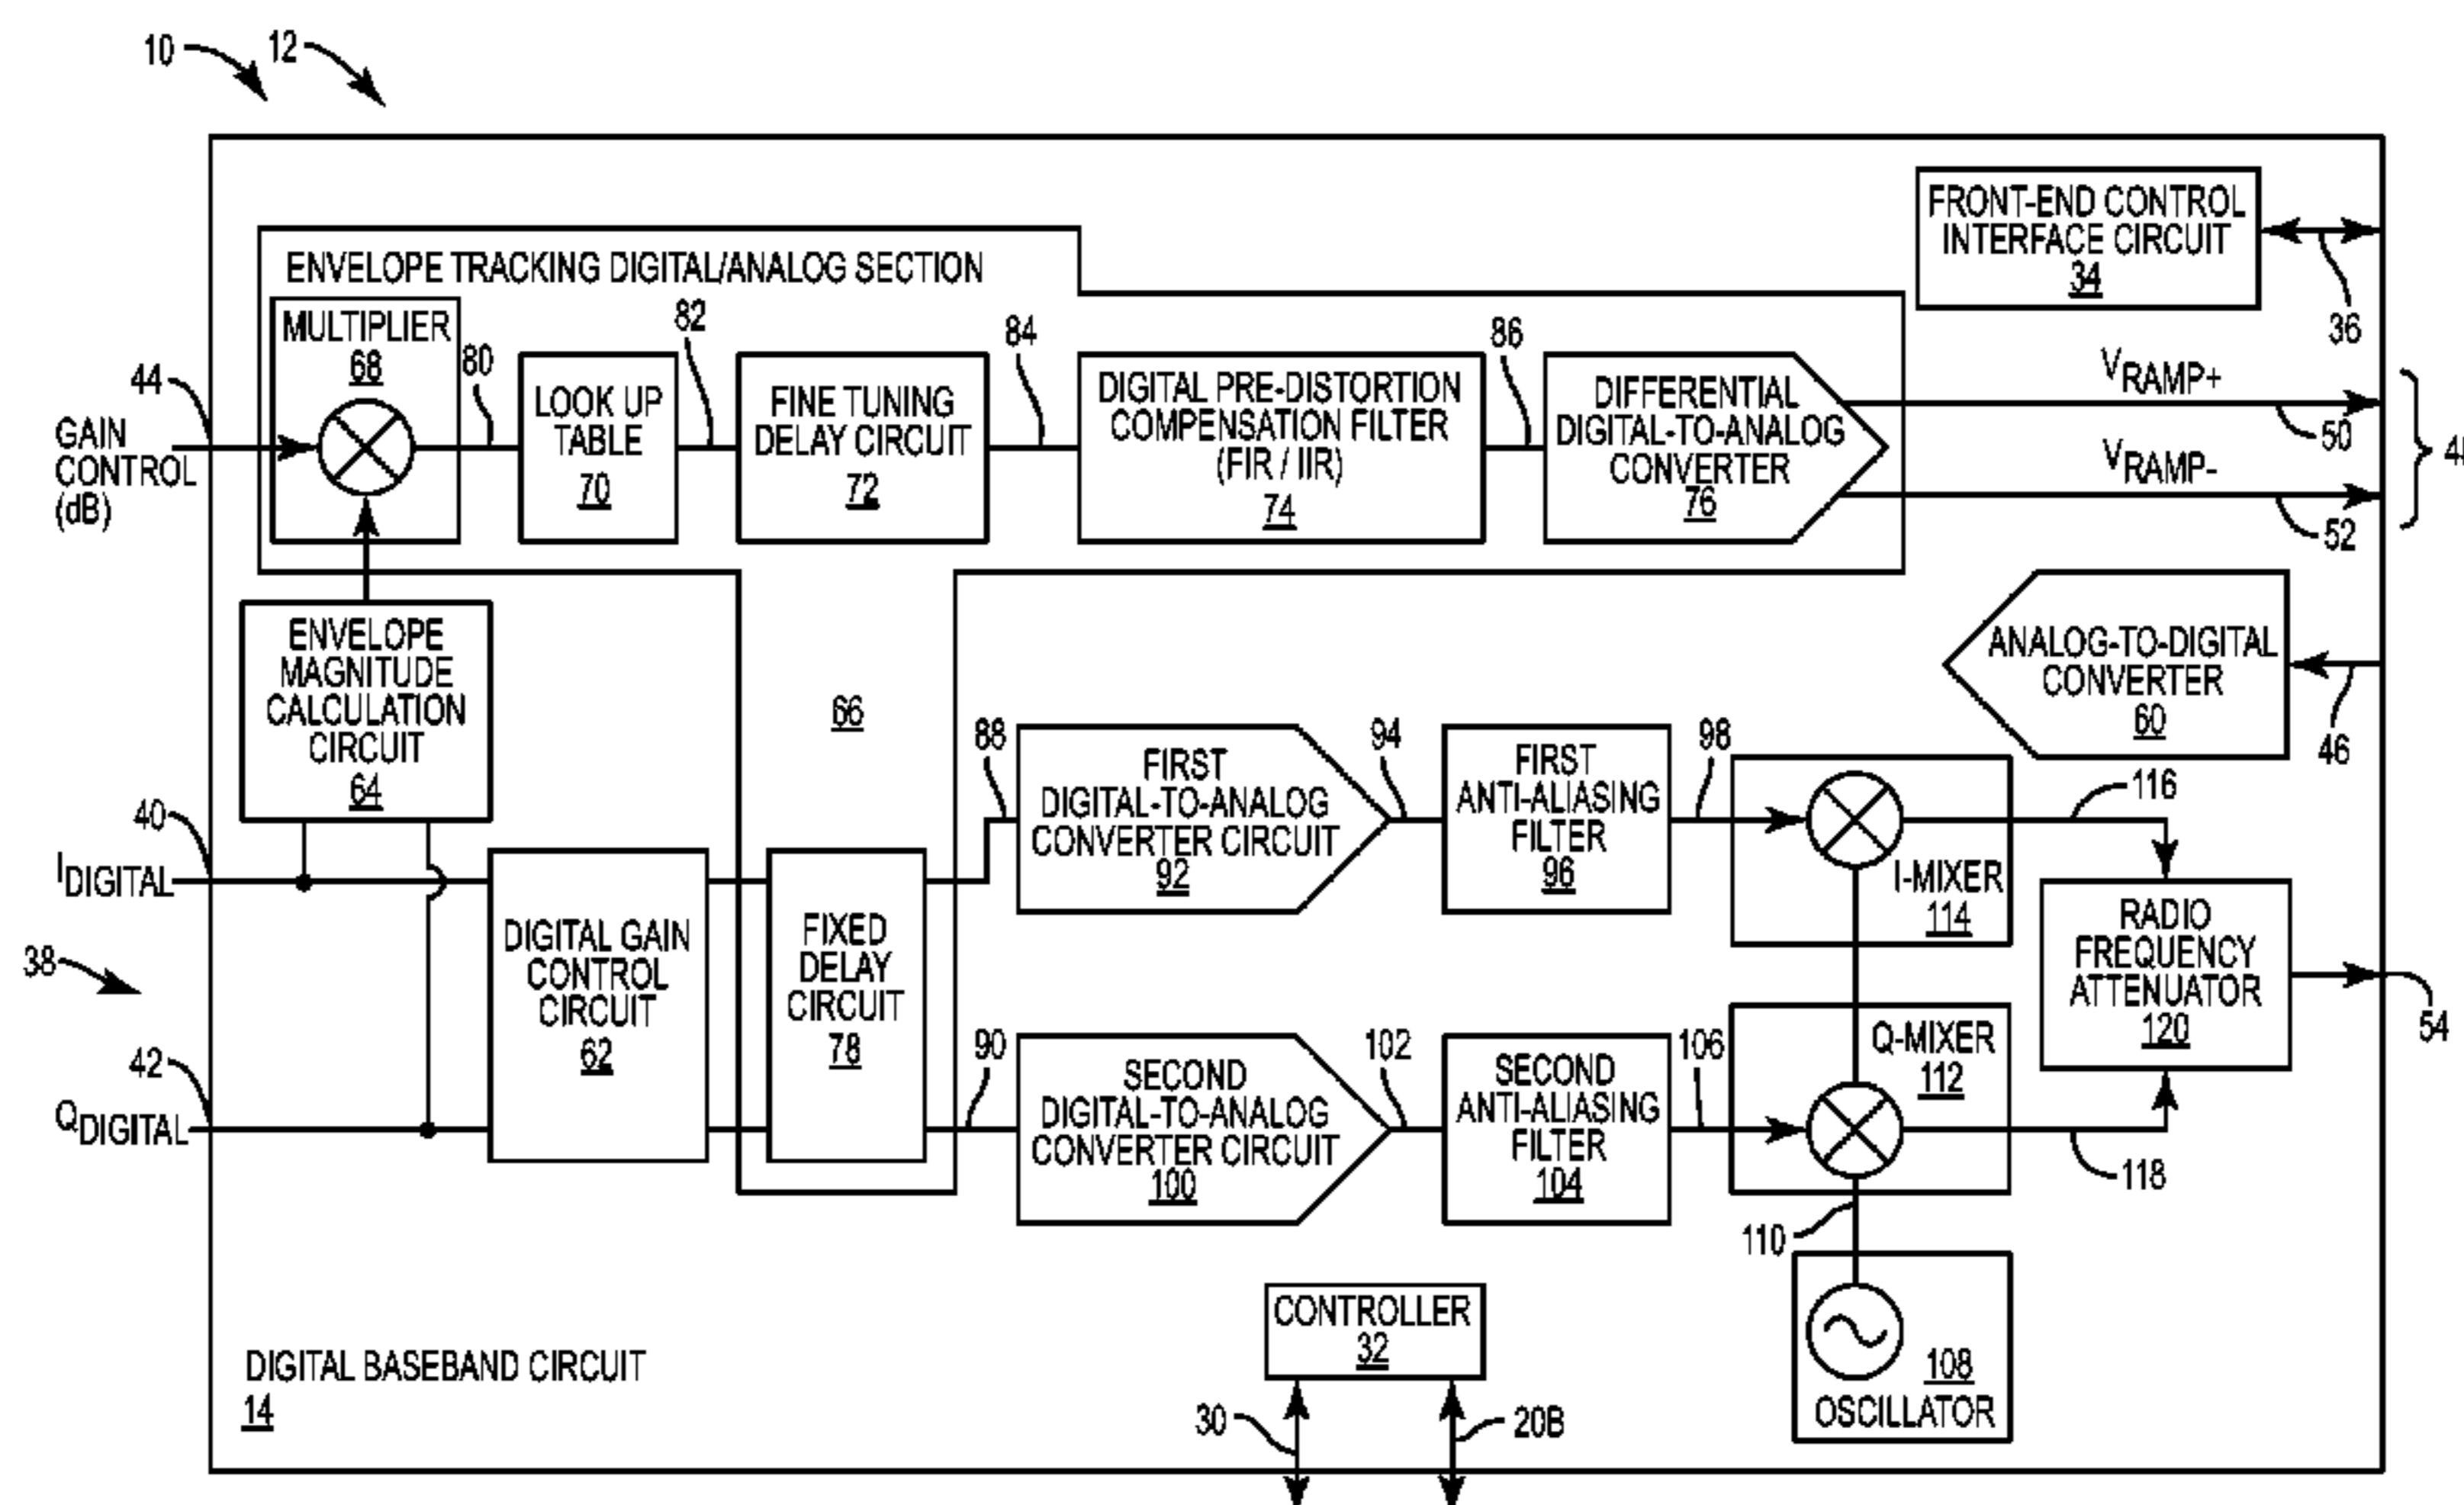 10
12
FRONT-END CONTROL
INTERFACE CIRCUIT
34
36
ENVELOPE TRACKING DIGITAL/ANALOG SECTION
MULTIPLIER
68
80
82
84
86
44
GAIN
CONTROL
(dB)
LOOK UP
TABLE
70
FINE TUNING
DELAY CIRCUIT
72
DIGITAL PRE-DISTORTION
COMPENSATION FILTER
(FIR / IIR)
74
DIFFERENTIAL
DIGITAL-TO-ANALOG
CONVERTER
76
VRAMP+
50
VRAMP-
52
ENVELOPE
MAGNITUDE
CALCULATION
CIRCUIT
64
66
ANALOG-TO-DIGITAL
CONVERTER
60
46
40
IDIGITAL
38
42
QDIGITAL
DIGITAL GAIN
CONTROL
CIRCUIT
62
FIXED
DELAY
CIRCUIT
78
88
FIRST
DIGITAL-TO-ANALOG
CONVERTER CIRCUIT
92
94
FIRST
ANTI-ALIASING
FILTER
96
98
I-MIXER
114
116
RADIO
FREQUENCY
ATTENUATOR
120
54
90
SECOND
DIGITAL-TO-ANALOG
CONVERTER CIRCUIT
100
102
SECOND
ANTI-ALIASING
FILTER
104
106
Q-MIXER
112
118
110
108
OSCILLATOR
CONTROLLER
32
30
20B
DIGITAL BASEBAND CIRCUIT
14